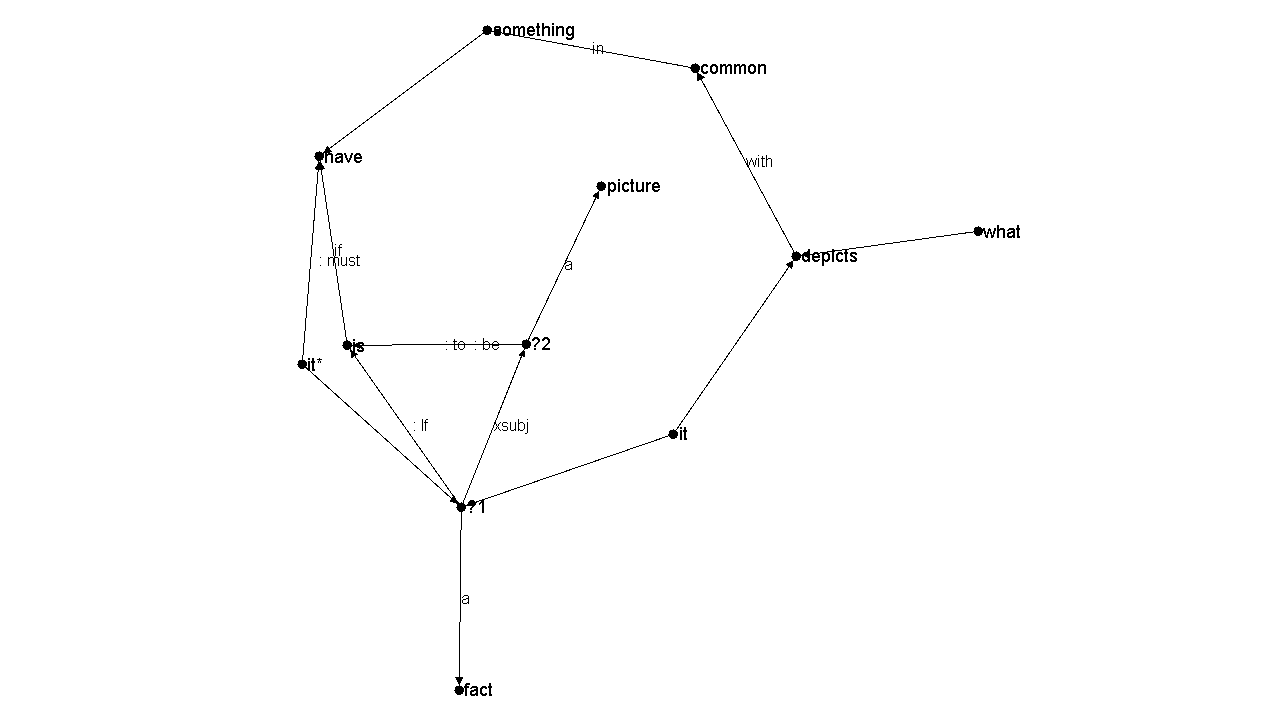 something
in
common
have
with
picture
what
if
depicts
: must
a
is
: to : be
?2
it*
: If
xsubj
it
?1
a
fact